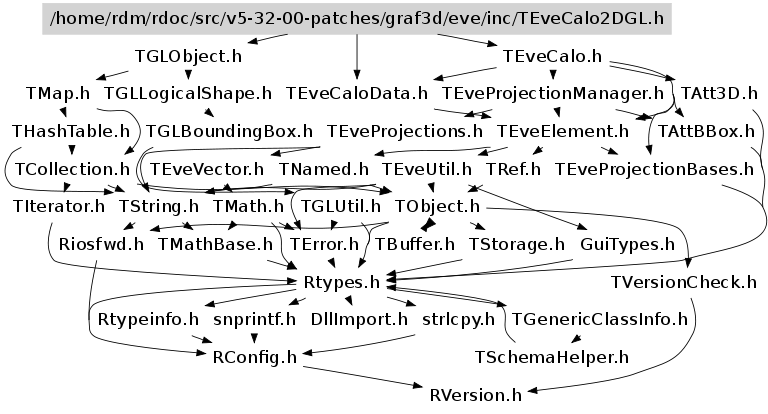 /home/rdm/rdoc/src/v5-32-00-patches/graf3d/eve/inc/TEveCalo2DGL.h
TGLObject.h TEveCalo.h
TMap.h TGLLogicalShape.h TEveCaloData.h TEveProjectionManager.h TAtt3D.h
THashTable.h TGLBoundingBox.h TEveProjections.h TEveElement.h TAttBBox.h
TCollection.h TEveVector.h TNamed.h TEveUtil.h TRef.h TEveProjectionBases.h
TIterator.h TString.h TMath.h TGLUtil.h TObject.h
Riosfwd.h TMathBase.h TError.h TBuffer.h TStorage.h GuiTypes.h
Rtypes.h TVersionCheck.h
Rtypeinfo.h snprintf.h DllImport.h strlcpy.h TGenericClassInfo.h
RConfig.h TSchemaHelper.h
RVersion.h